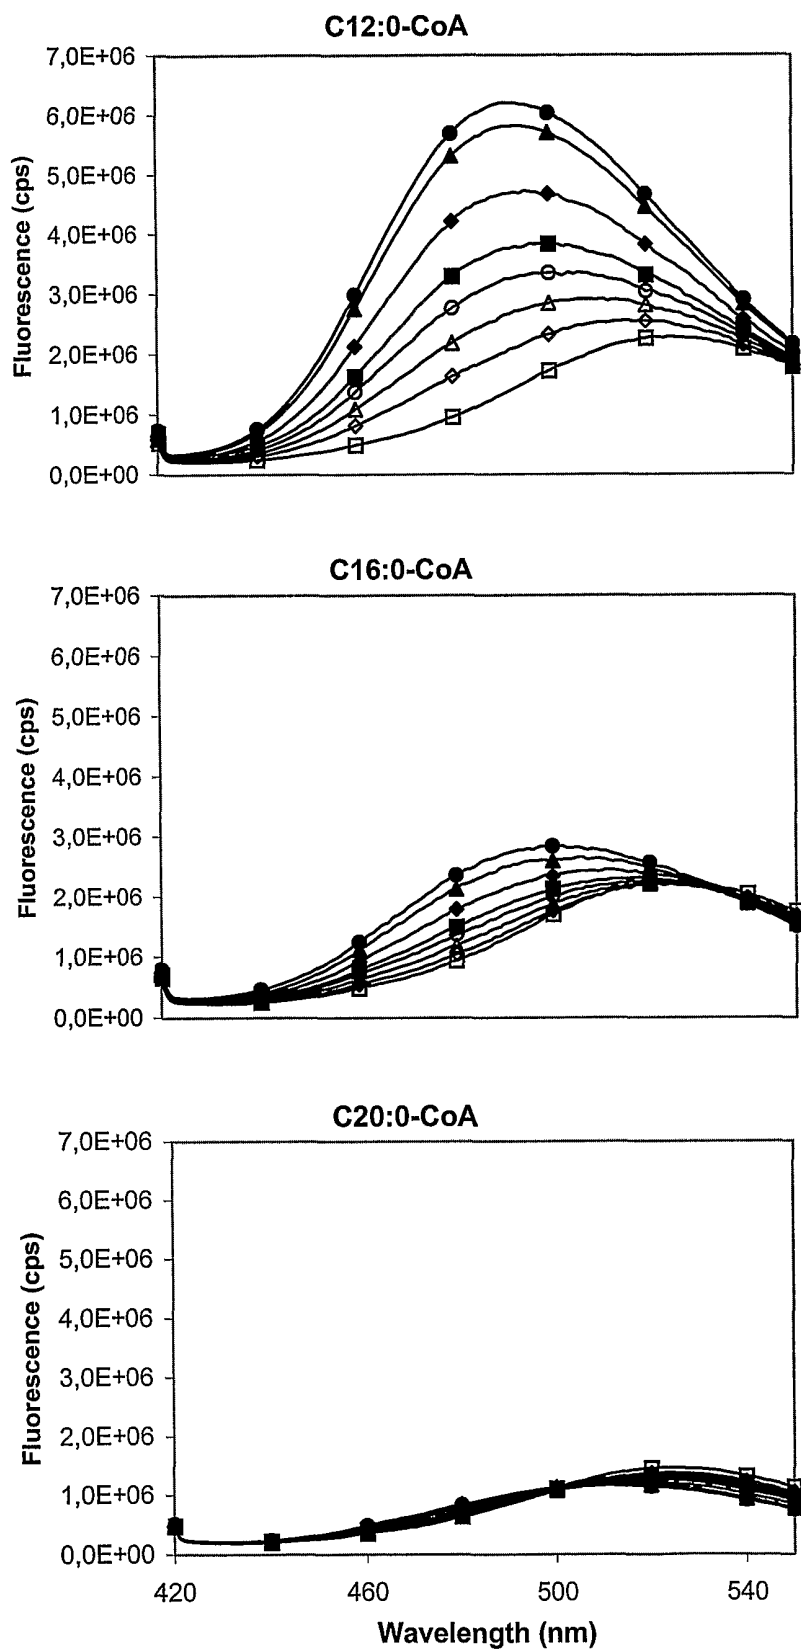 C12:0-CoA
7,0E+06
6,0E+06
5,0E+06
4,0E+06
3,0E+06
2,0E+06
1,0E+06
0,0E+00
Fluorescence (cps)
C16:0-CoA
7,0E+06
6,0E+06
5,0E+06
4,0E+06
3,0E+06
2,0E+06
1,0E+06
0,0E+00
Fluorescence (cps)
C20:0-CoA
7,0E+06
6,0E+06
5,0E+06
4,0E+06
3,0E+06
2,0E+06
1,0E+06
0,0E+00
Fluorescence (cps)
420 460 500 540
Wavelength (nm)